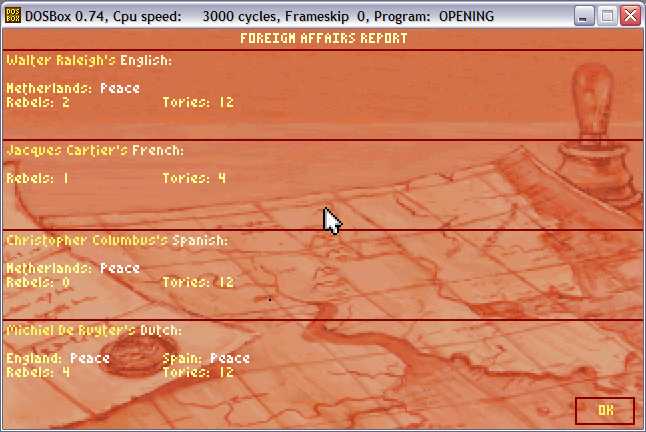 DOS BOX
DOSBox 0.74, Cpu speed: 3000 cycles, Frameskip 0, Program: OPENING
FOREIGN AFFAIRS REPORT
Walter Raleigh's English:
Netherlands: Peace
Rebels: 2 Tories: 12
Jacques Cartier's French:
Rebels: 1 Tories: 4
Christopher Columbus's Spanish:
Netherlands: Peace
Rebels: 0 Tories: 12
Michiel De Ruyter's Dutch:
England: Peace Spain: Peace
Rebels: 4 Tories: 12
OK